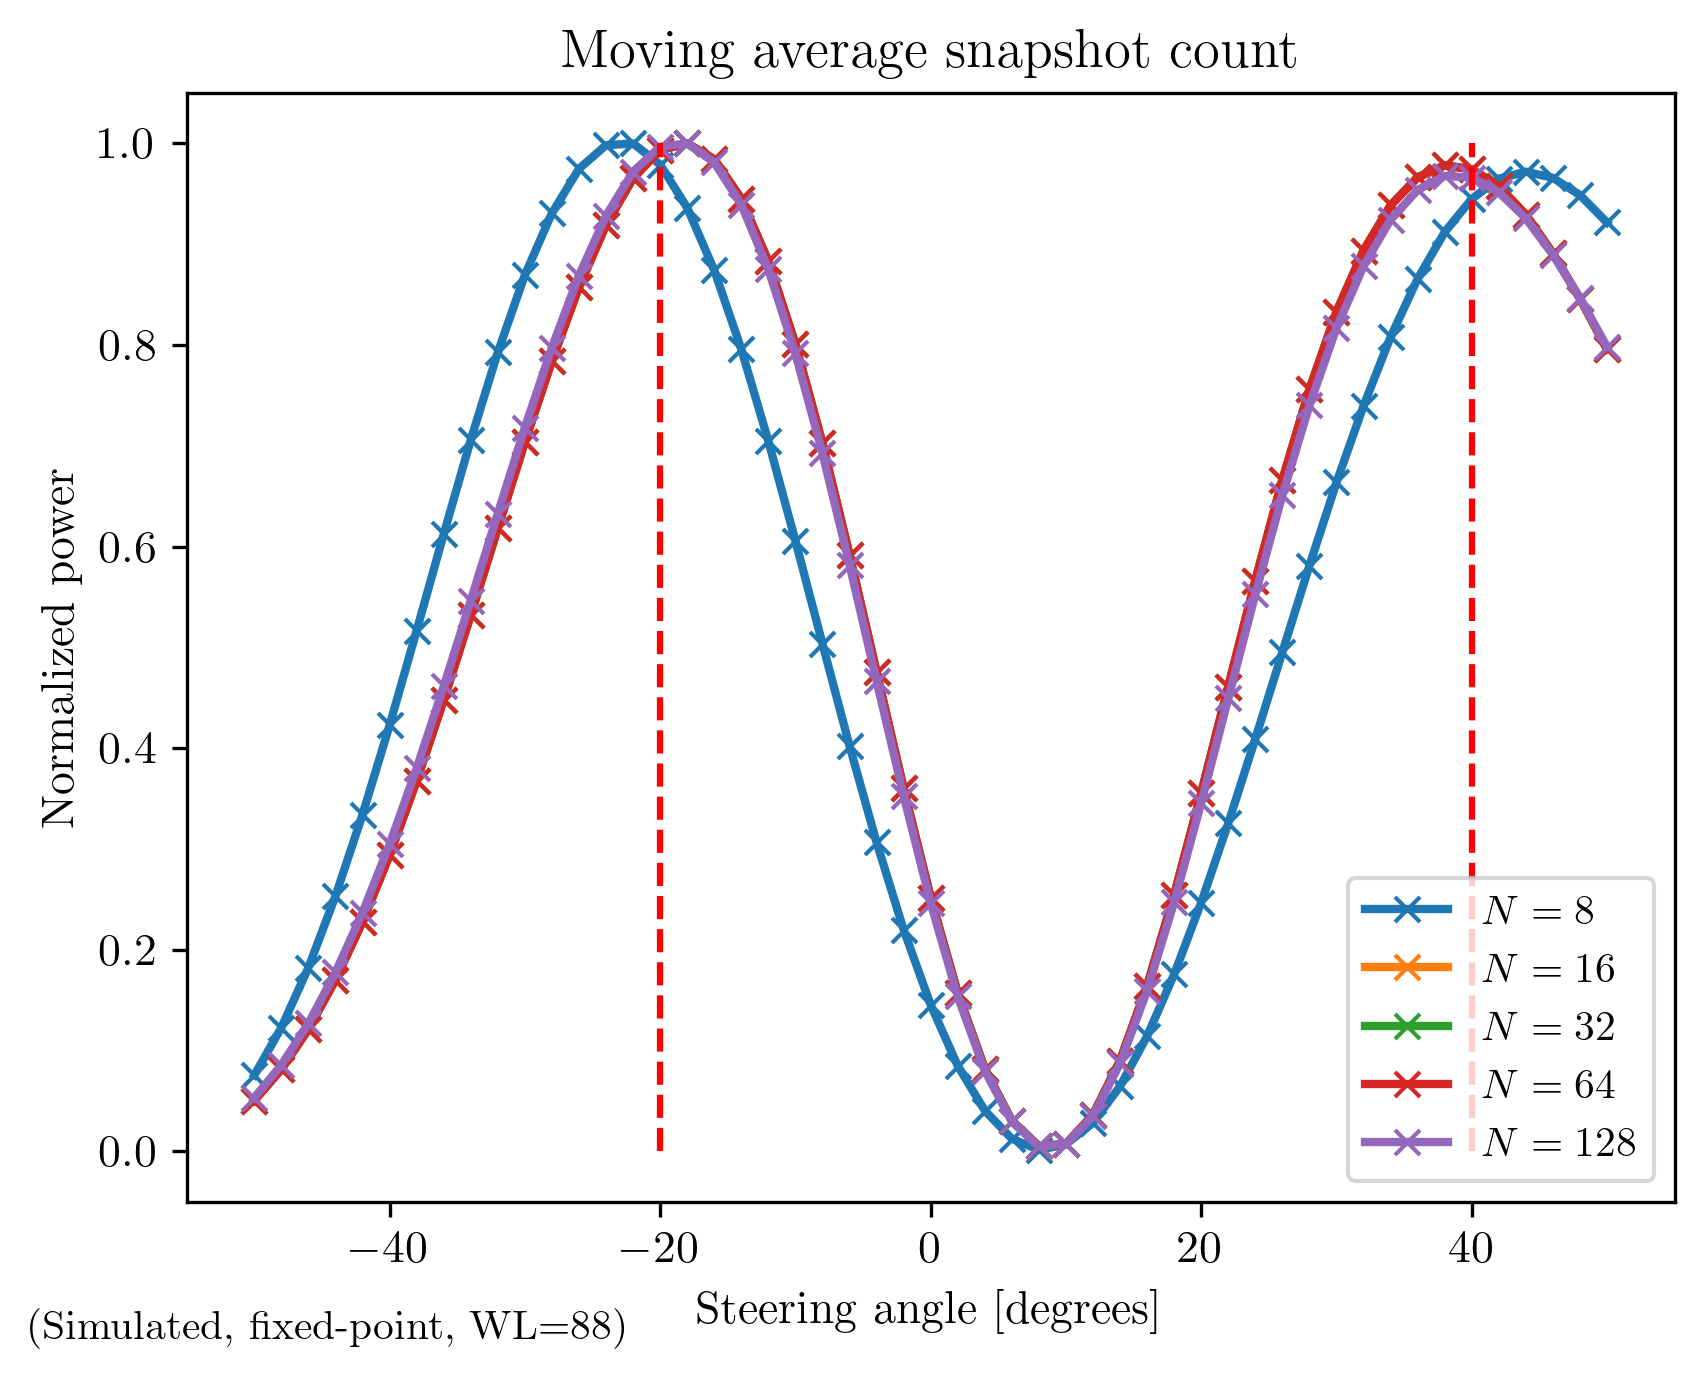 Moving average snapshot count
Normalized power
1.0
0.8
0.6
0.4
0.2
0.0
−40
−20
0
20
40
N = 8
N = 16
N = 32
N = 64
N = 128
Steering angle [degrees]
(Simulated, fixed-point, WL=88)